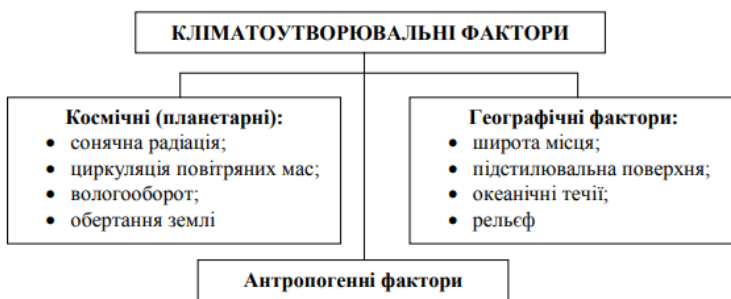 КЛІМАТОУТВОРЮВАЛЬНІ ФАКТОРИ
Космічні (планетарні):
• сонячна радіація;
• циркуляція повітряних мас;
• вологооборот;
• обертання землі
Географічні фактори:
• широта місця;
• підстилювальна поверхня;
• океанічні течії;
• рельєф
Антропогенні фактори